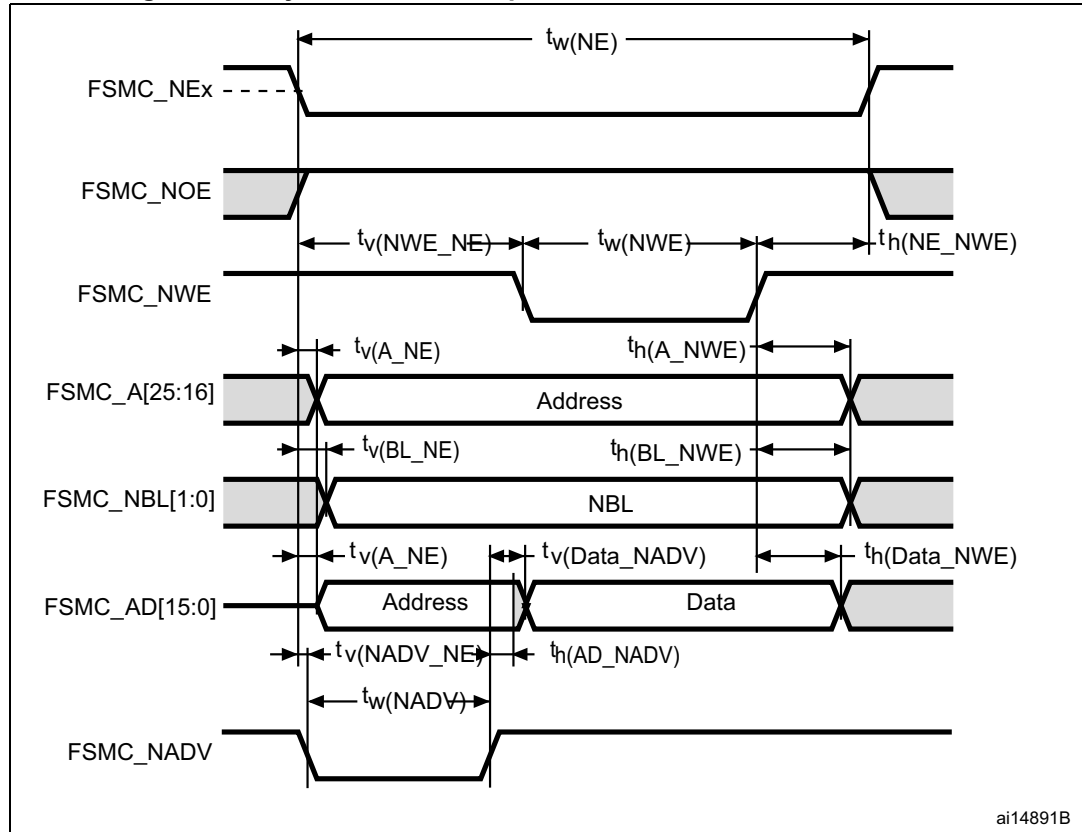 tw(NE)
FSMC_NEx
FSMC_NOE
tv(NWE_NE)
tw(NWE)
th(NE_NWE)
FSMC_NWE
tv(A_NE)
th(A_NWE)
FSMC_A[25:16]
Address
tv(BL_NE)
th(BL_NWE)
FSMC_NBL[1:0]
NBL
tv(A_NE)
tv(Data_NADV)
th(Data_NWE)
FSMC_AD[15:0]
Address
Data
tv(NADV_NE)
th(AD_NADV)
tw(NADV)
FSMC_NADV
ai14891B